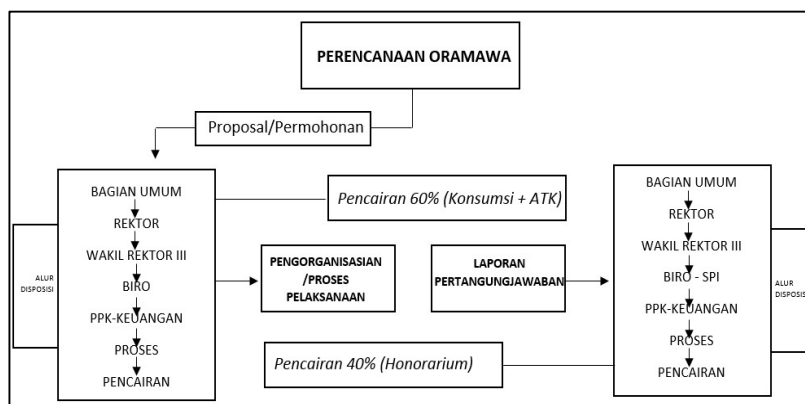 PERENCANAAN ORAMAWA
Proposal/Permohonan
BAGIAN UMUM
REKTOR
WAKIL REKTOR III
BIRO
PPK-KEUANGAN
PROSES
PENCAIRAN
ALUR
DISPOSISI
Pencairan 60% (Konsumsi + ATK)
PENGORGANISASIAN
/PROSES
PELAKSANAAN
LAPORAN
PERTANGUNGJAWABAN
Pencairan 40% (Honorarium)
BAGIAN UMUM
REKTOR
WAKIL REKTOR III
BIRO - SPI
PPK-KEUANGAN
PROSES
PENCAIRAN
ALUR
DISPOSISI